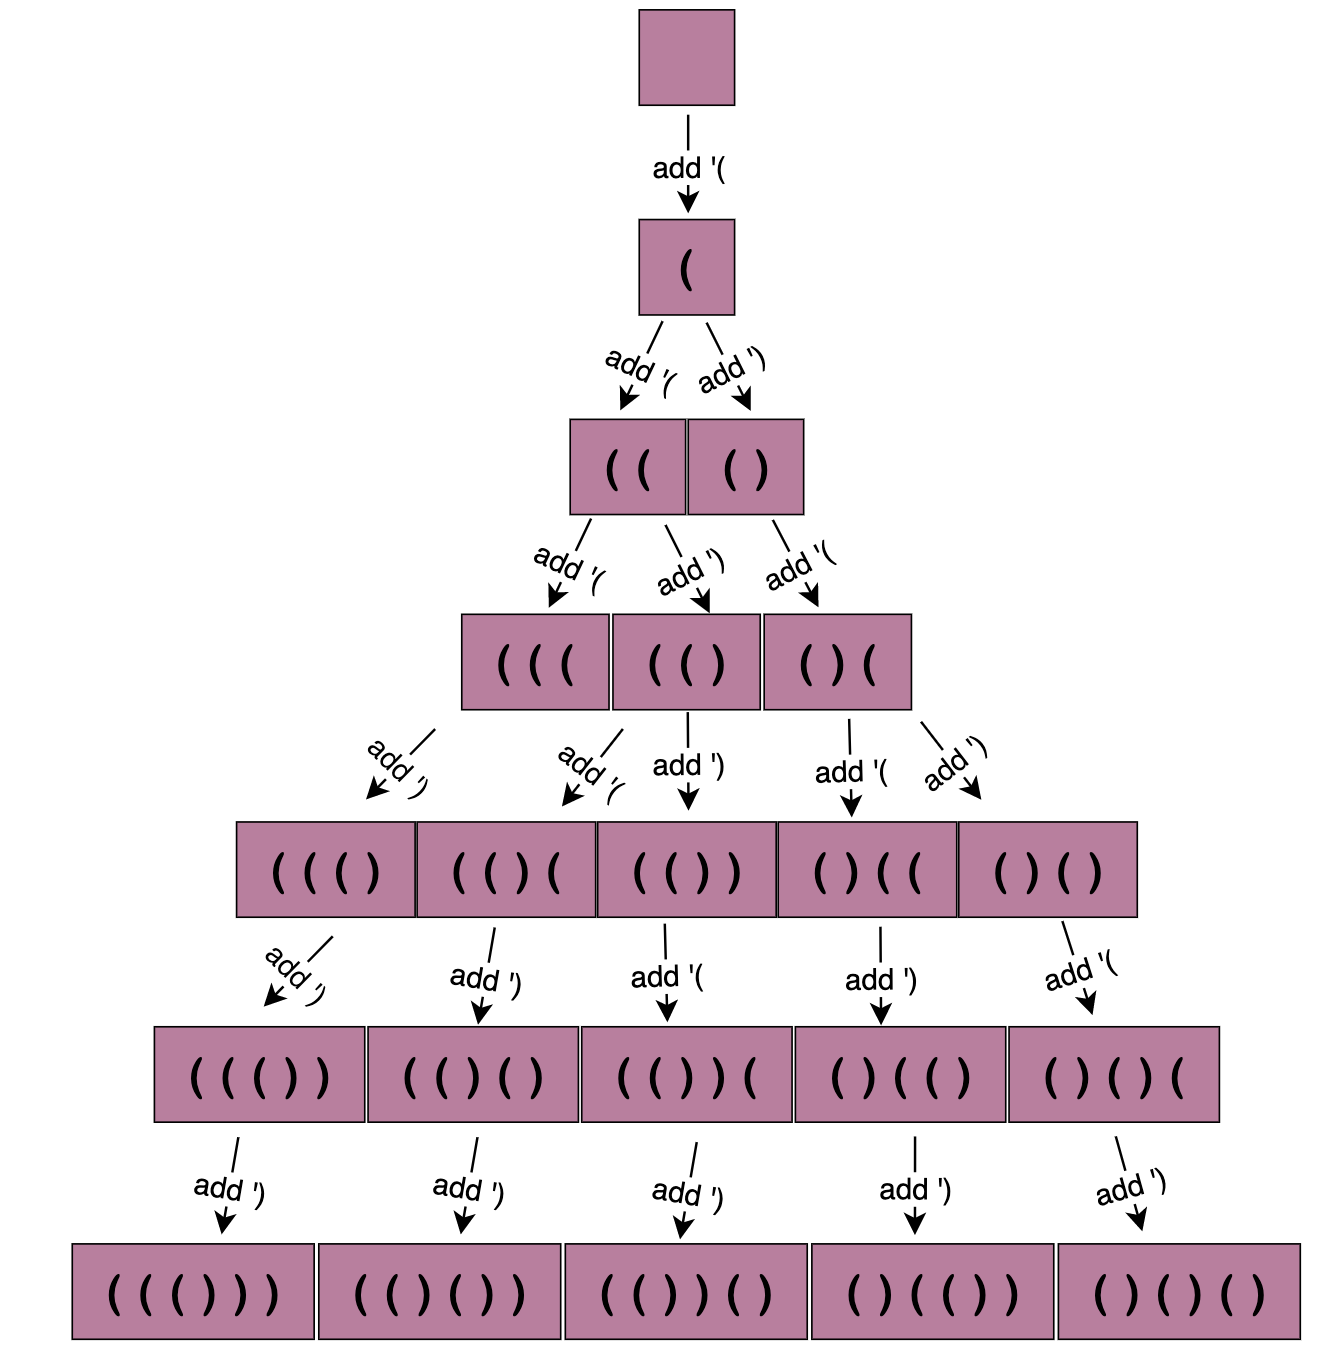 add '(
(
add '( add ')
( ( ( )
add '( add ') add '(
( ( ( ( ( ) ( ) (
add ') add '( add ') add '( add ')
( ( ( ) ( ( ) ( ( ( ) ) ( ) ( ( ( ) ( )
add ') add ') add '( add ') add '(
( ( ( ) ) ( ( ) ( ) ( ( ) ) ( ( ) ( ( ) ( ) ( ) (
add ') add ') add ') add ') add ')
( ( ( ) ) ) ( ( ) ( ) ) ( ( ) ) ( ) ( ) ( ( ) ) ( ) ( ) ( )